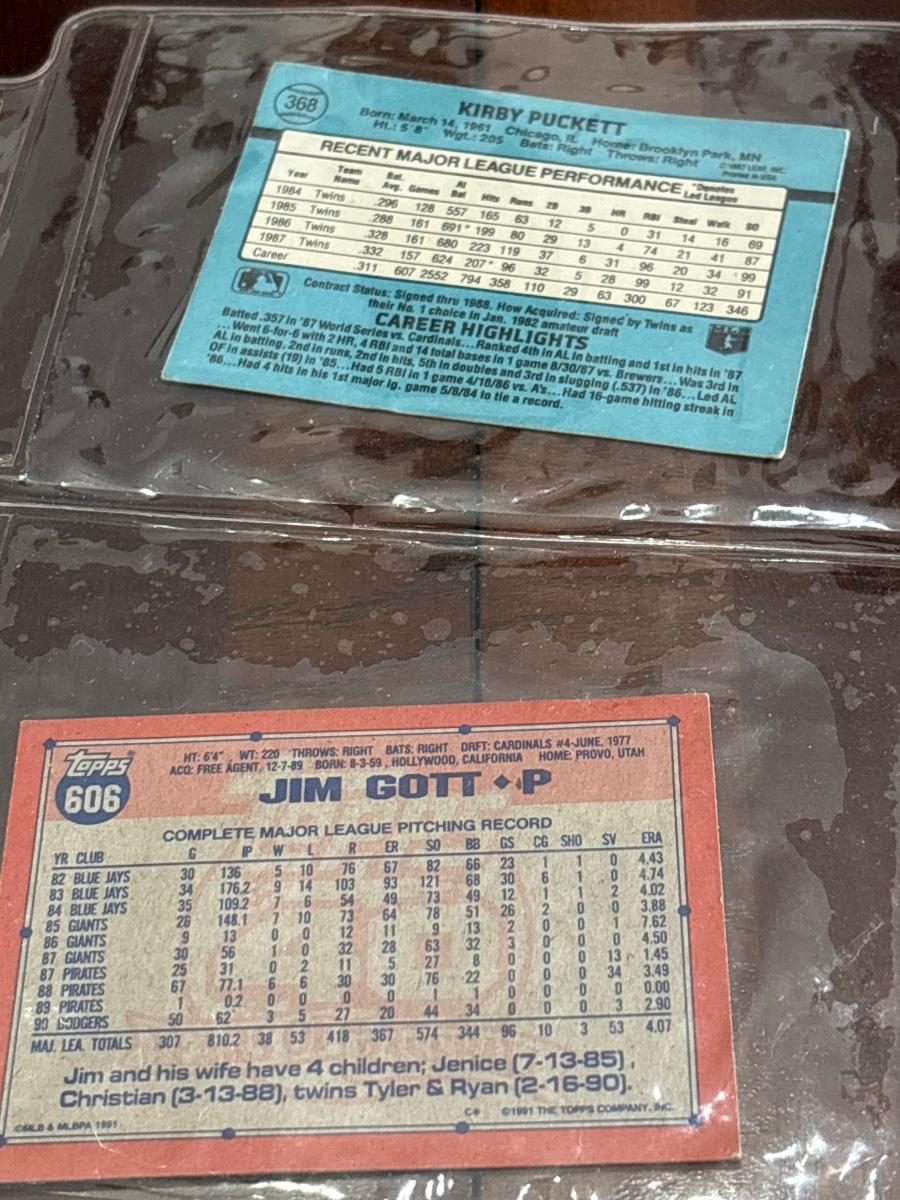 368
KIRBY PUCKETT
Born: March 14, 1961 Chicago, IL Home: Brooklyn Park, MN
Ht.: 5'8" Wgt.: 205 Bats: Right Throws: Right
© 1987 LEAF, INC.
Printed in USA
RECENT MAJOR LEAGUE PERFORMANCE *Denotes Led League
Year Team Name Bat. Avg. Games At Bat Hits Runs 2B 3B HR RBI Steal Walk SO
1984 Twins .296 128 557 165 63 12 5 0 31 14 16 69
1985 Twins .288 161 691* 199 80 29 13 4 74 21 41 87
1986 Twins .328 161 680 223 119 37 6 31 96 20 34 99
1987 Twins .332 157 624 207* 96 32 5 28 99 12 32 91
Career .311 607 2552 794 358 110 29 63 300 67 123 346
Contract Status: Signed thru 1988. How Acquired: Signed by Twins as
their No. 1 choice in Jan. 1982 amateur draft
CAREER HIGHLIGHTS
Batted .357 in '87 World Series vs. Cardinals...Ranked 4th in AL in batting and 1st in hits in '87
...Went 6-for-6 with 2 HR, 4 RBI and 14 total bases in 1 game 8/30/87 vs. Brewers...Was 3rd in
AL in batting, 2nd in runs, 2nd in hits, 5th in doubles and 3rd in slugging (.537) in '86...Led AL
OF in assists (19) in '85...Had 5 RBI in 1 game 4/18/86 vs. A's...Had 16-game hitting streak in
'86...Had 4 hits in his 1st major lg. game 5/8/84 to tie a record.
Topps
606
HT: 6'4" WT: 220 THROWS: RIGHT BATS: RIGHT DRFT: CARDINALS #4-JUNE, 1977
ACQ: FREE AGENT, 12-7-89 BORN: 8-3-59, HOLLYWOOD, CALIFORNIA HOME: PROVO, UTAH
JIM GOTT ◆ P
COMPLETE MAJOR LEAGUE PITCHING RECORD
YR CLUB G IP W L R ER SO BB GS CG SHO SV ERA
82 BLUE JAYS 30 136 5 10 76 67 82 66 23 1 1 0 4.43
83 BLUE JAYS 34 176.2 9 14 103 93 121 68 30 6 1 0 4.74
84 BLUE JAYS 35 109.2 7 6 54 49 73 49 12 1 1 2 4.02
85 GIANTS 26 148.1 7 10 73 64 78 51 26 2 0 0 3.88
86 GIANTS 9 13 0 0 12 11 9 13 2 0 0 1 7.62
87 GIANTS 30 56 1 0 32 28 63 32 3 0 0 0 4.50
87 PIRATES 25 31 0 2 11 5 27 8 0 0 0 13 1.45
88 PIRATES 67 77.1 6 6 30 30 76 22 0 0 0 34 3.49
89 PIRATES 1 0.2 0 0 0 0 1 1 0 0 0 0 0.00
90 DODGERS 50 62 3 5 27 20 44 34 0 0 0 3 2.90
MAJ. LEA. TOTALS 307 810.2 38 53 418 367 574 344 96 10 3 53 4.07
Jim and his wife have 4 children; Jenice (7-13-85),
Christian (3-13-88), twins Tyler & Ryan (2-16-90).
©MLB & MLBPA 1991 C* ©1991 THE TOPPS COMPANY, INC.